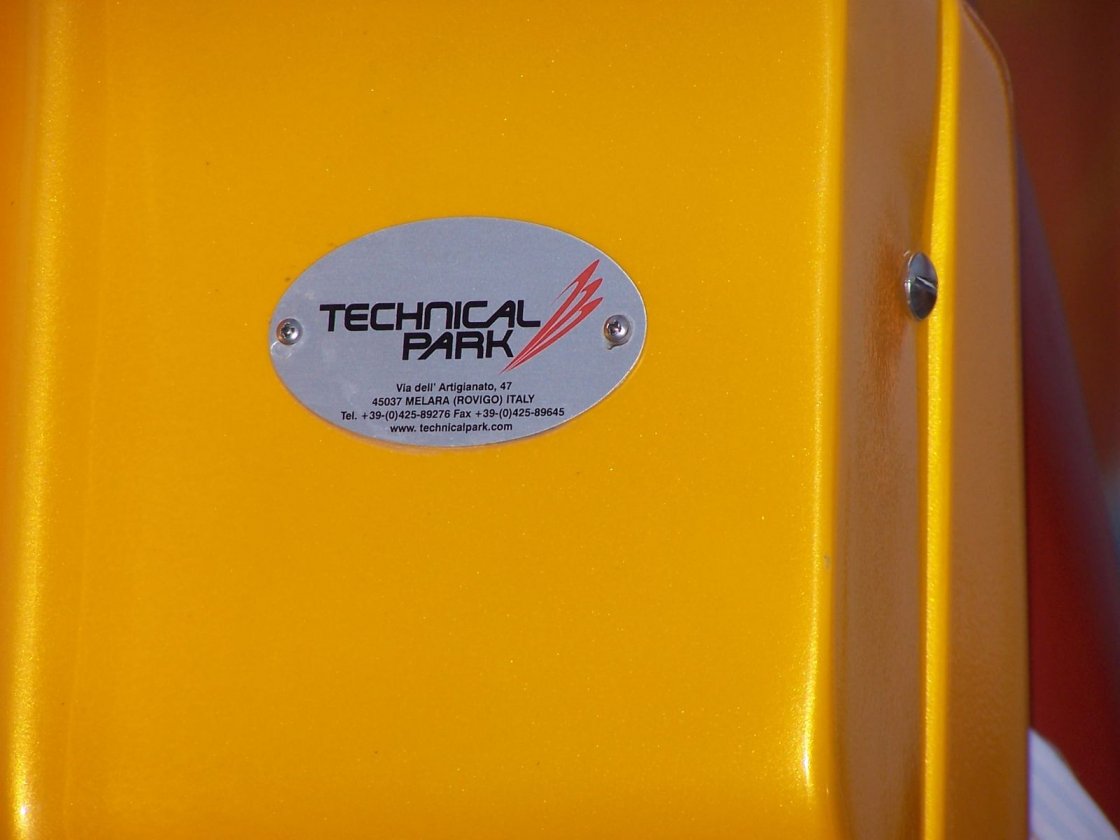 TECHNICAL
PARK
Via dell' Artigianato, 47
45037 MELARA (ROVIGO) ITALY
Tel. +39-(0)425-89276 Fax +39-(0)425-89645
www. technicalpark.com